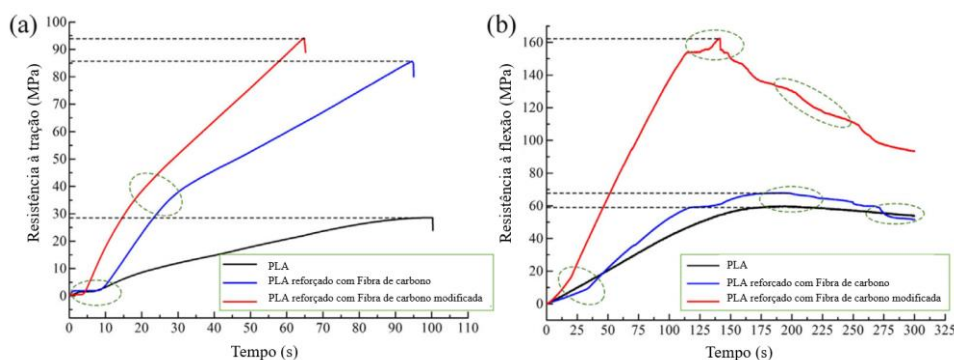 (a)
Resistência à tração (MPa)
100
90
80
70
60
50
40
30
20
10
0
0 10 20 30 40 50 60 70 80 90 100 110
Tempo (s)
PLA
PLA reforçado com Fibra de carbono
PLA reforçado com Fibra de carbono modificada
(b)
Resistência à flexão (MPa)
160
140
120
100
80
60
40
20
0
0 25 50 75 100 125 150 175 200 225 250 275 300 325
Tempo (s)
PLA
PLA reforçado com Fibra de carbono
PLA reforçado com Fibra de carbono modificada